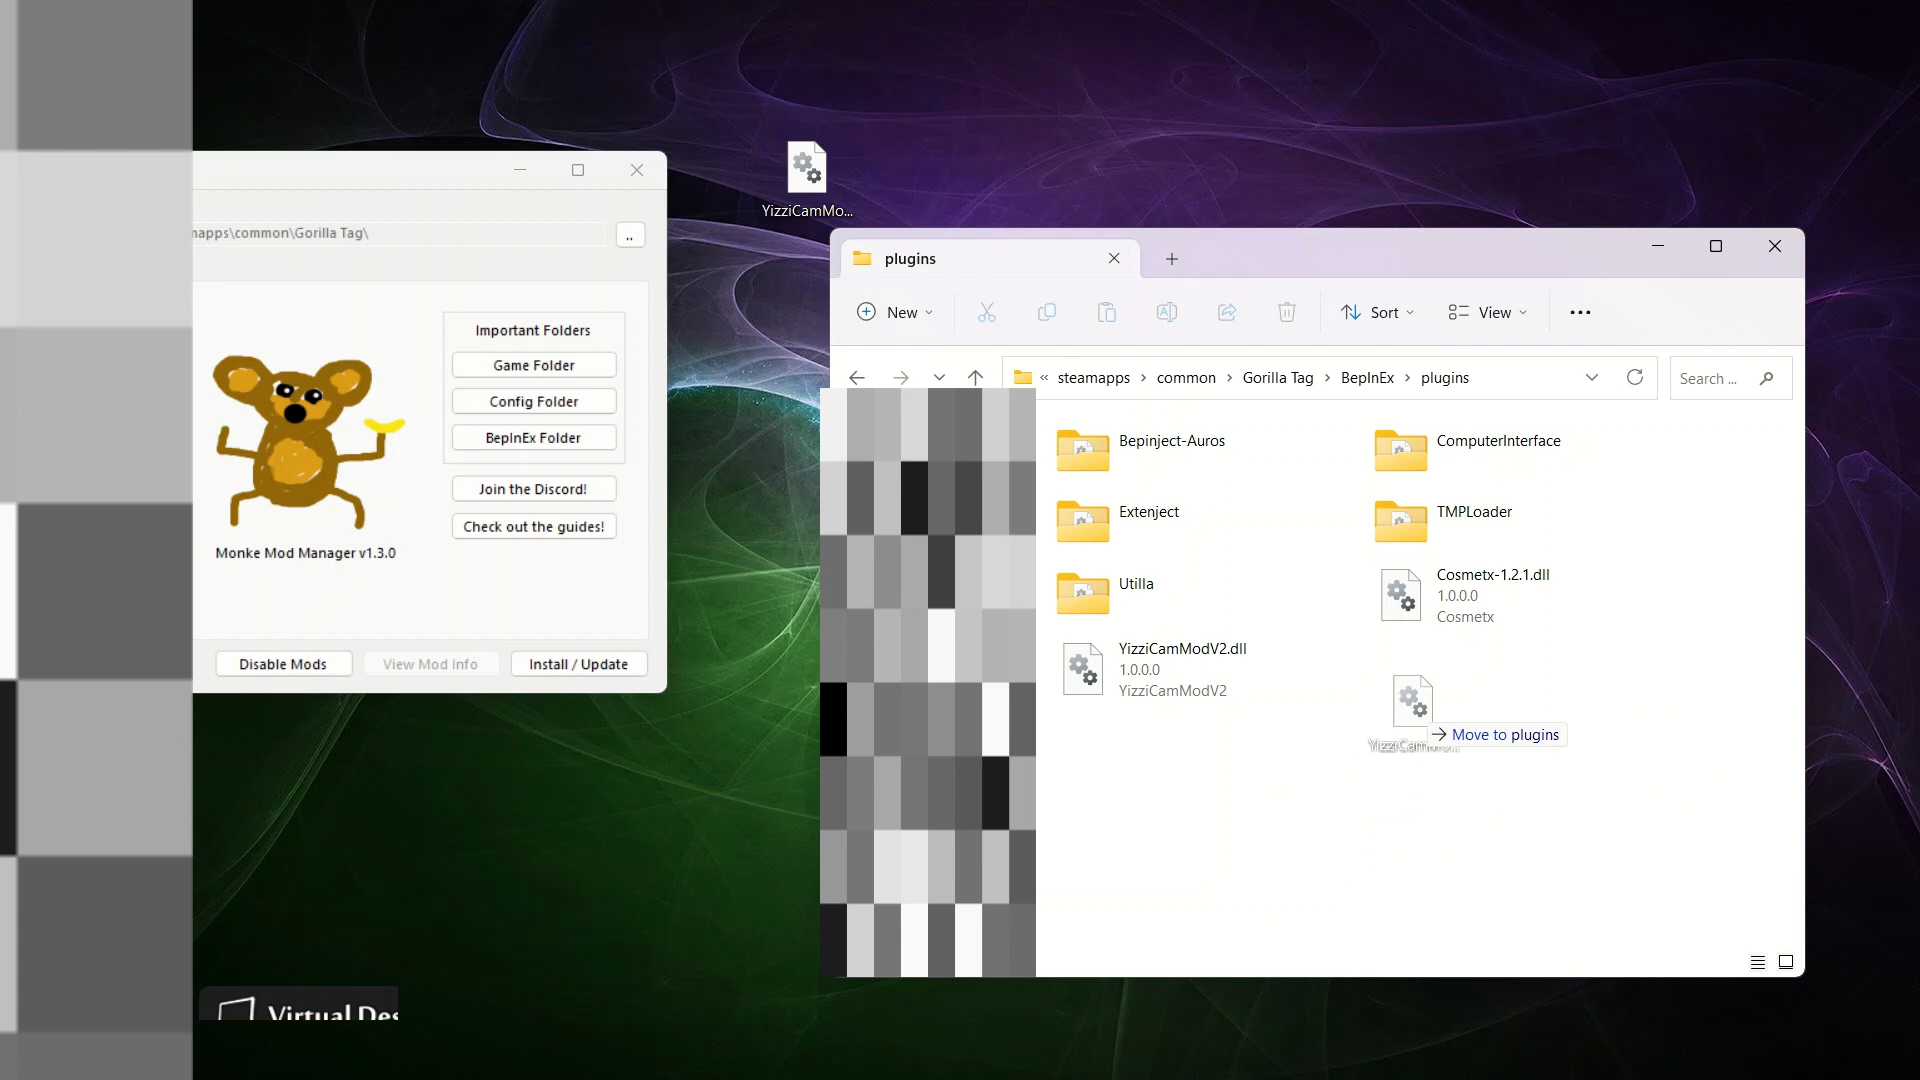 YizziCamMo...
mapps\common\Gorilla Tag\
..
Important Folders
Game Folder
Config Folder
BepInEx Folder
Join the Discord!
Check out the guides!
Monke Mod Manager v1.3.0
Disable Mods
View Mod Info
Install / Update
plugins
New
Sort
View
« steamapps > common > Gorilla Tag > BepInEx > plugins
Search ...
Bepinject-Auros
ComputerInterface
Extenject
TMPLoader
Utilla
Cosmetx-1.2.1.dll
1.0.0.0
Cosmetx
YizziCamModV2.dll
1.0.0.0
YizziCamModV2
→ Move to plugins
Virtual Des